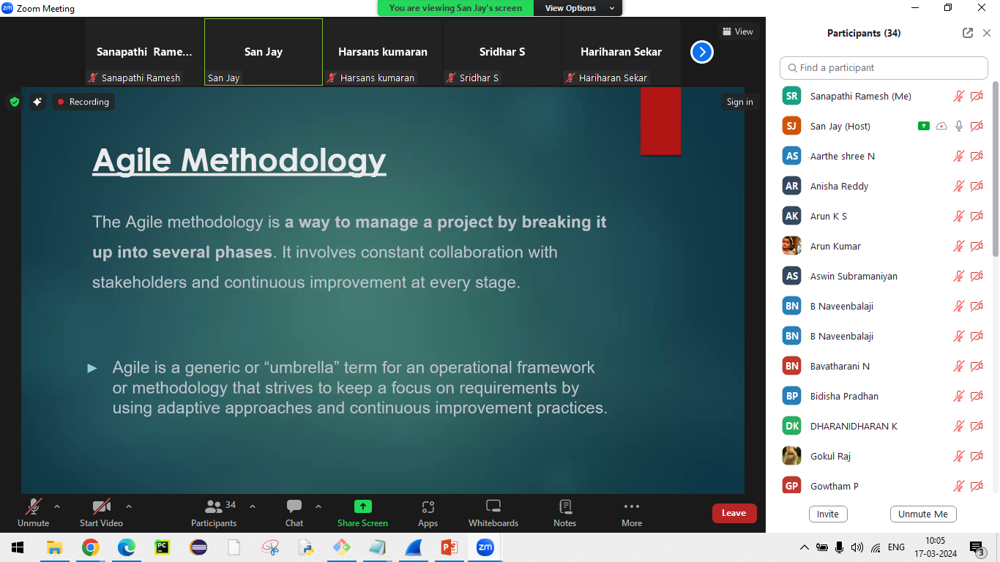 Zoom Meeting
You are viewing San Jay's screen
View Options
Sanapathi Rame...
San Jay
Harsans kumaran
Sridhar S
Hariharan Sekar
View
Sanapathi Ramesh
San Jay
Harsans kumaran
Sridhar S
Hariharan Sekar
Recording
Sign in
Agile Methodology
The Agile methodology is a way to manage a project by breaking it
up into several phases. It involves constant collaboration with
stakeholders and continuous improvement at every stage.
► Agile is a generic or “umbrella” term for an operational framework
or methodology that strives to keep a focus on requirements by
using adaptive approaches and continuous improvement practices.
Unmute
Start Video
34
Participants
Chat
Share Screen
Apps
Whiteboards
Notes
More
Leave
Participants (34)
Find a participant
SR Sanapathi Ramesh (Me)
SJ San Jay (Host)
AS Aarthe shree N
AR Anisha Reddy
AK Arun K S
Arun Kumar
AS Aswin Subramaniyan
BN B Naveenbalaji
BN B Naveenbalaji
BN Bavatharani N
BP Bidisha Pradhan
DK DHARANIDHARAN K
Gokul Raj
GP Gowtham P
Invite
Unmute Me
PC
zm
ENG
10:05
17-03-2024
3